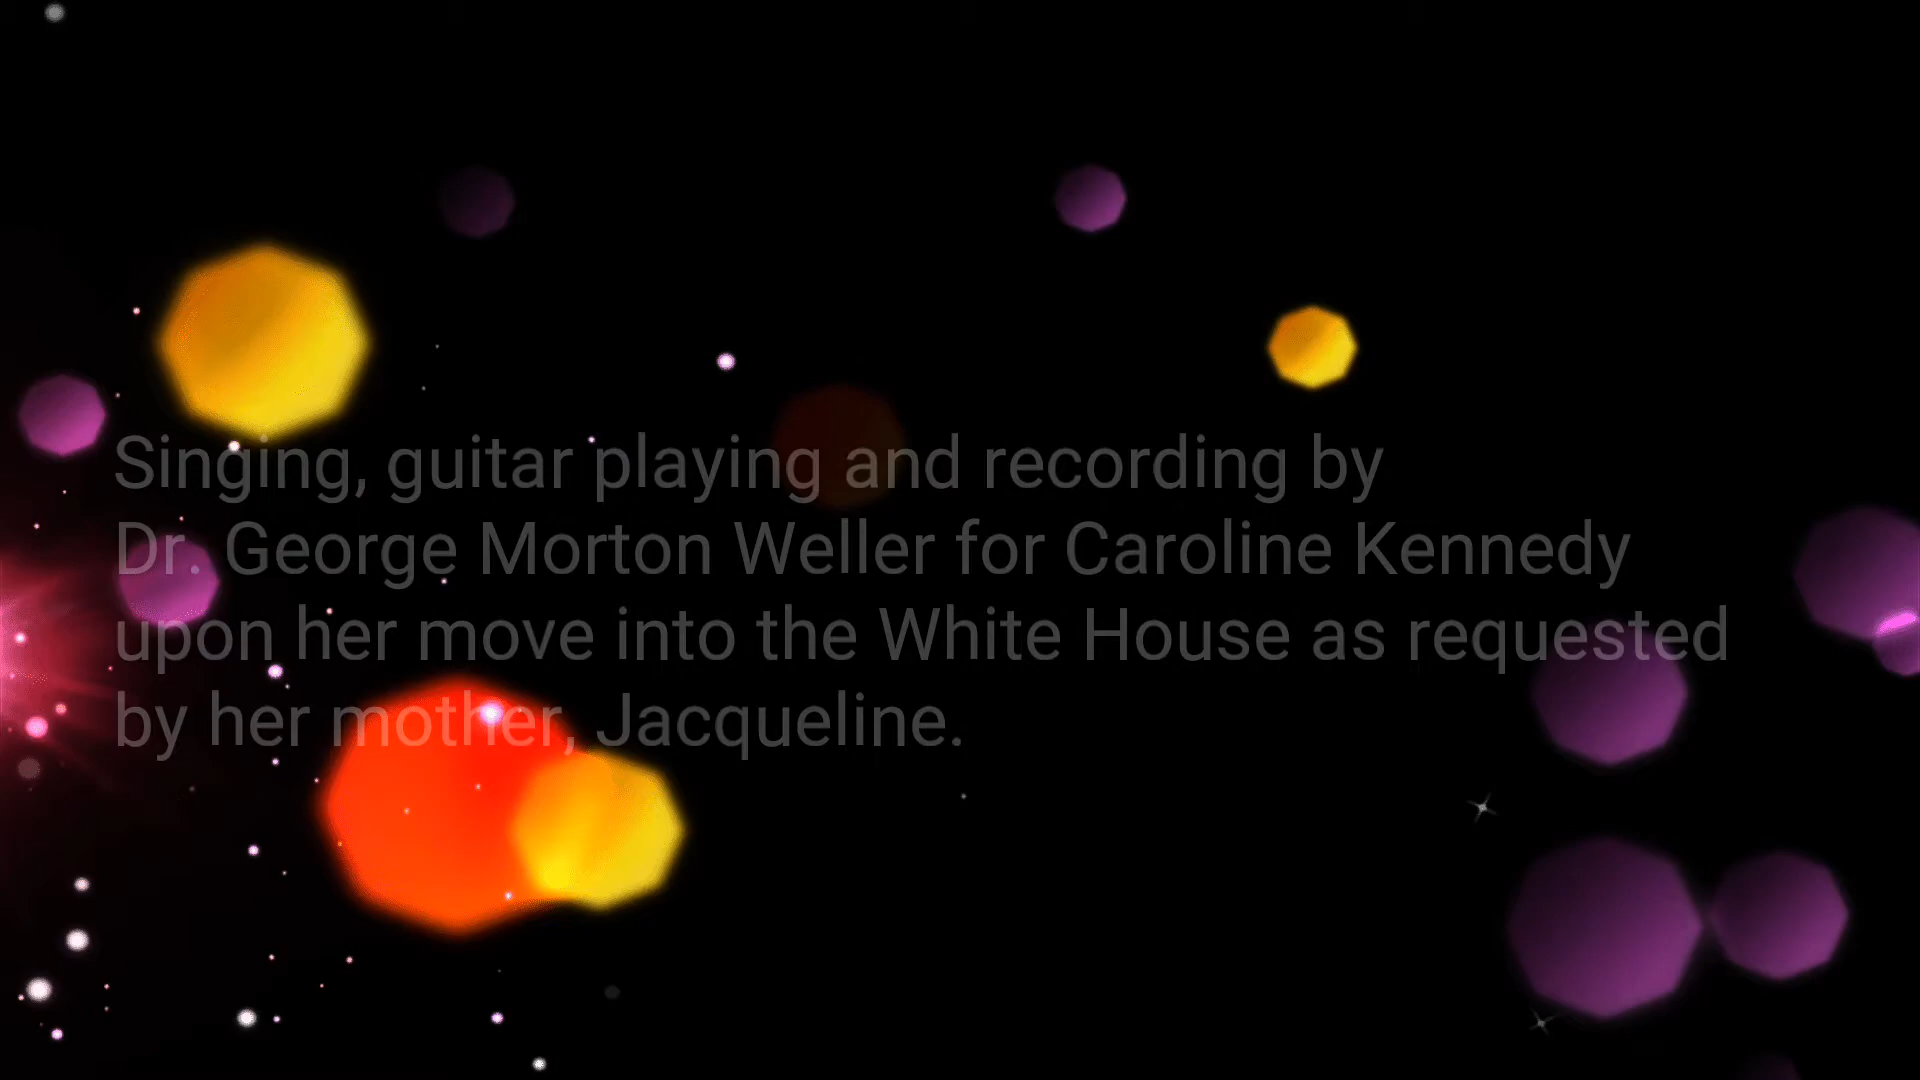 Singing, guitar playing and recording by
Dr. George Morton Weller for Caroline Kennedy
upon her move into the White House as requested
by her mother, Jacqueline.